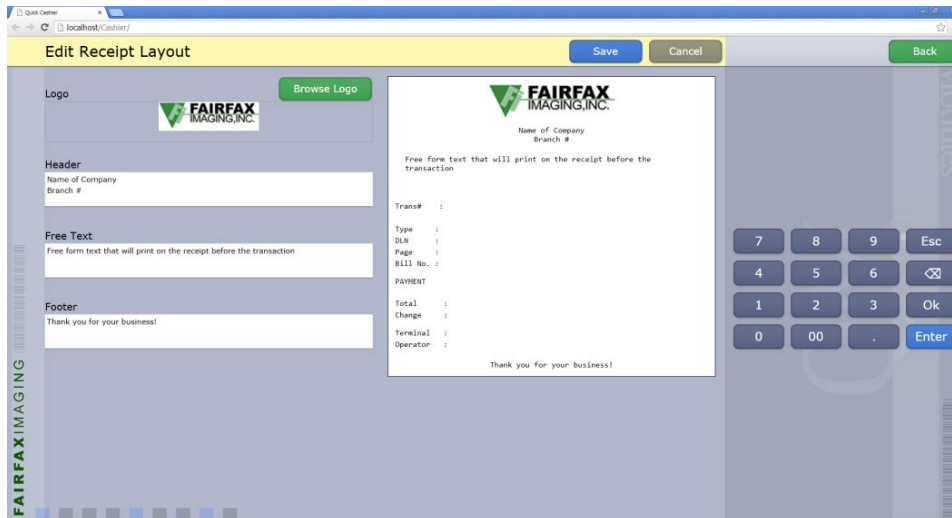 Quick Cashier
localhost/Cashier/
Edit Receipt Layout
Save
Cancel
Back
Logo
Browse Logo
FAIRFAX
IMAGING,INC.
Header
Name of Company
Branch #
Free Text
Free form text that will print on the receipt before the transaction
Footer
Thank you for your business!
FAIRFAX
IMAGING,INC.
Name of Company
Branch #
Free form text that will print on the receipt before the
transaction
Trans# :
Type :
DLN :
Page :
Bill No. :
PAYMENT
Total :
Change :
Terminal :
Operator :
Thank you for your business!
7 8 9 Esc
4 5 6 ⌫
1 2 3 Ok
0 00 . Enter
FAIRFAXIMAGING